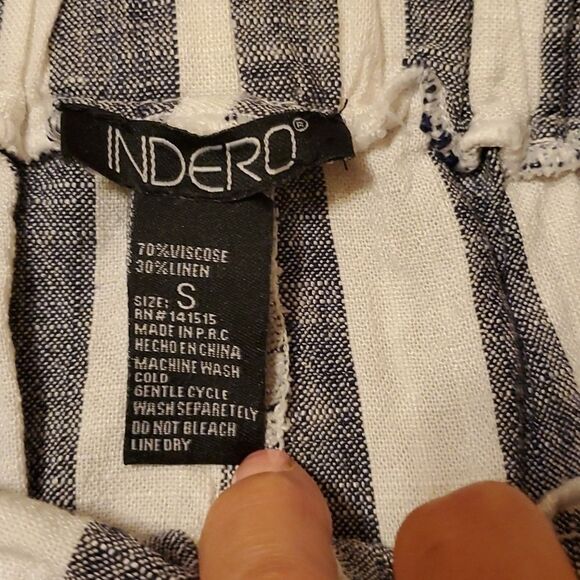 INDERO®
70%VISCOSE
30%LINEN
SIZE: S
RN#141515
MADE IN P.R.C
HECHO EN CHINA
MACHINE WASH
COLD
GENTLE CYCLE
WASH SEPARETELY
DO NOT BLEACH
LINE DRY